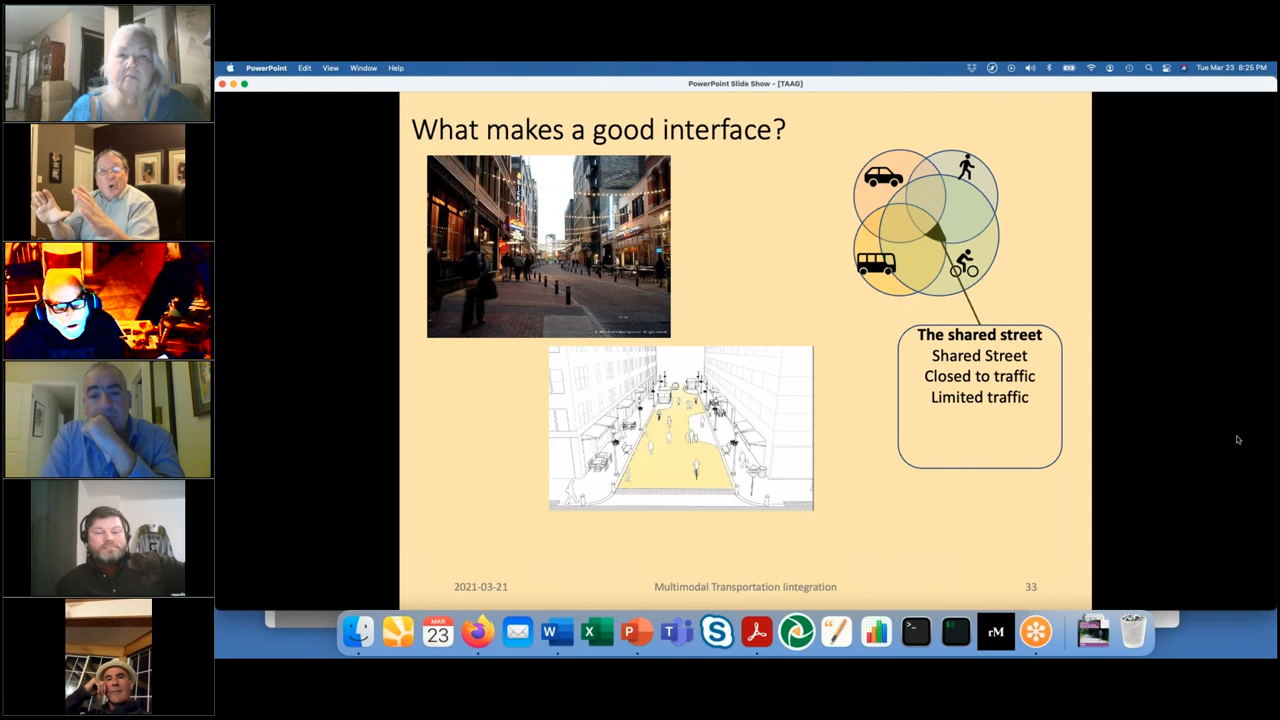 PowerPoint Edit View Window Help
Tue Mar 23 8:25 PM
PowerPoint Slide Show - [TAAG]
What makes a good interface?
The shared street
Shared Street
Closed to traffic
Limited traffic
2021-03-21
Multimodal Transportation Iintegration
33
MAR
23
W
X
P
T
S
>_
$
rM